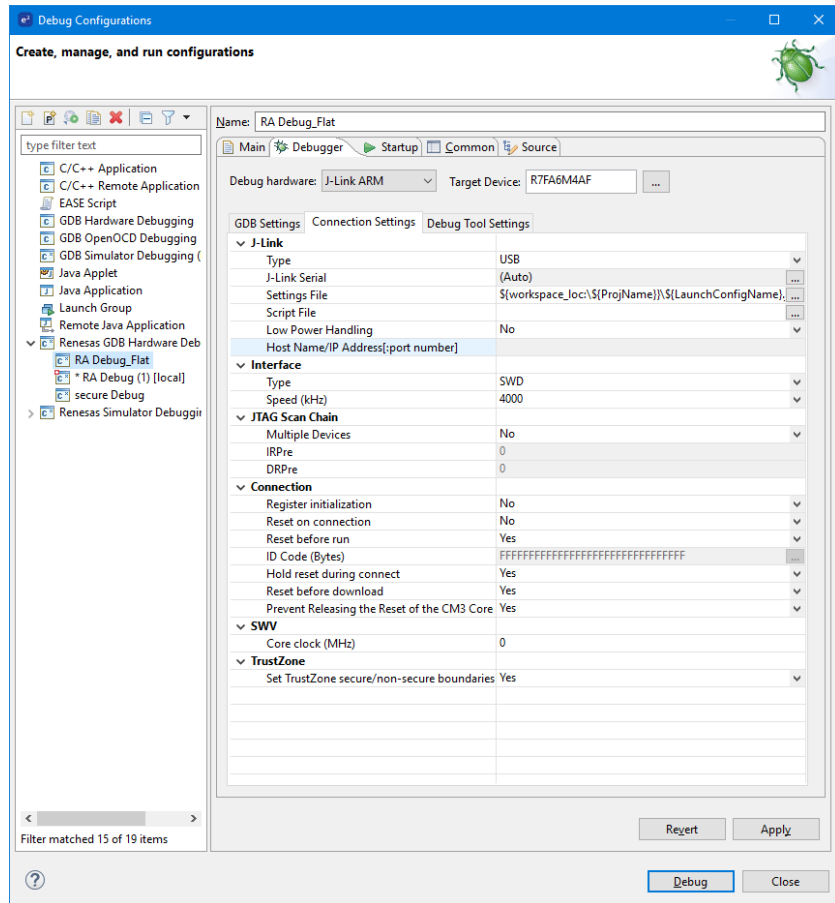 e² Debug Configurations
Create, manage, and run configurations
type filter text
C/C++ Application
C/C++ Remote Application
EASE Script
GDB Hardware Debugging
GDB OpenOCD Debugging
GDB Simulator Debugging (
Java Applet
Java Application
Launch Group
Remote Java Application
Renesas GDB Hardware Deb
RA Debug_Flat
* RA Debug (1) [local]
secure Debug
Renesas Simulator Debuggin
Filter matched 15 of 19 items
Name: RA Debug_Flat
Main Debugger Startup Common Source
Debug hardware: J-Link ARM Target Device: R7FA6M4AF ...
GDB Settings Connection Settings Debug Tool Settings
J-Link
Type USB
J-Link Serial (Auto) ...
Settings File ${workspace_loc:\${ProjName}}\${LaunchConfigName}. ...
Script File ...
Low Power Handling No
Host Name/IP Address[:port number]
Interface
Type SWD
Speed (kHz) 4000
JTAG Scan Chain
Multiple Devices No
IRPre 0
DRPre 0
Connection
Register initialization No
Reset on connection No
Reset before run Yes
ID Code (Bytes) FFFFFFFFFFFFFFFFFFFFFFFFFFFFFFFF ...
Hold reset during connect Yes
Reset before download Yes
Prevent Releasing the Reset of the CM3 Core Yes
SWV
Core clock (MHz) 0
TrustZone
Set TrustZone secure/non-secure boundaries Yes
Revert Apply
? Debug Close